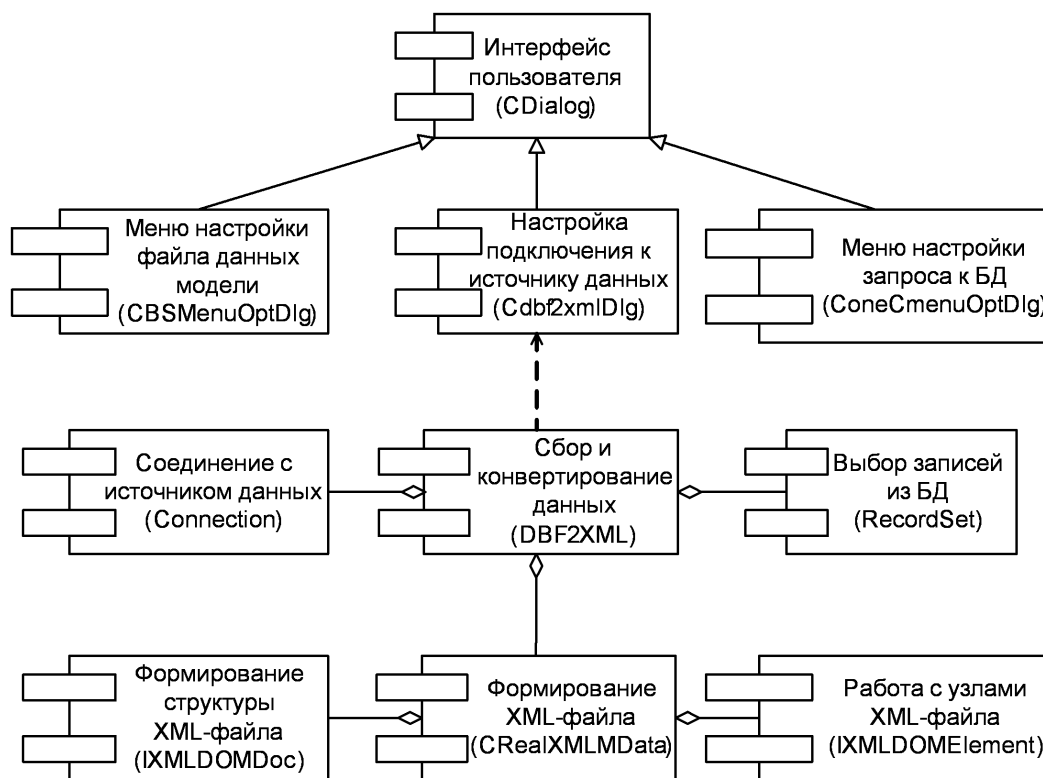 Интерфейс
пользователя
(CDialog)
Меню настройки
файла данных
модели
(CBSMenuOptDlg)
Настройка
подключения к
источнику данных
(Cdbf2xmlDlg)
Меню настройки
запроса к БД
(ConeCmenuOptDlg)
Соединение с
источником данных
(Connection)
Сбор и
конвертирование
данных
(DBF2XML)
Выбор записей
из БД
(RecordSet)
Формирование
структуры
XML-файла
(IXMLDOMDoc)
Формирование
XML-файла
(CRealXMLMData)
Работа с узлами
XML-файла
(IXMLDOMElement)